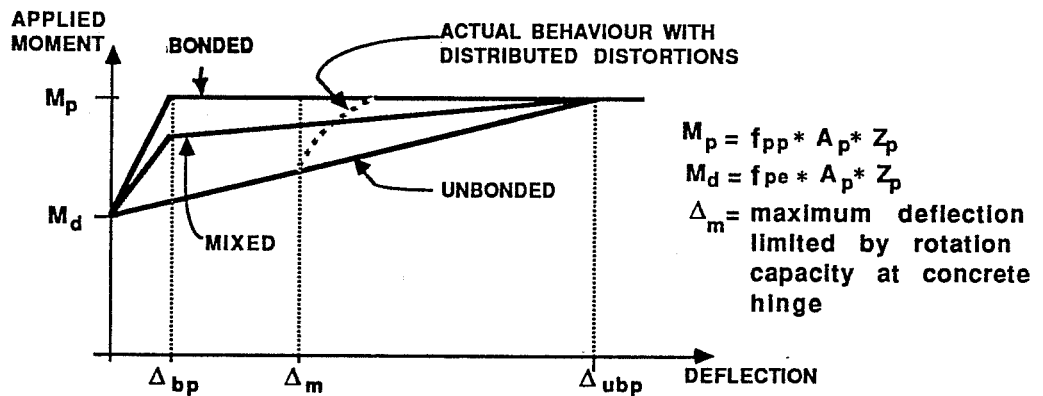 APPLIED
MOMENT
BONDED
ACTUAL BEHAVIOUR WITH
DISTRIBUTED DISTORTIONS
Mp
Md
UNBONDED
MIXED
Mp = fpp * Ap * Zp
Md = fpe * Ap * Zp
Δm = maximum deflection
limited by rotation
capacity at concrete
hinge
Δbp
Δm
Δubp
DEFLECTION